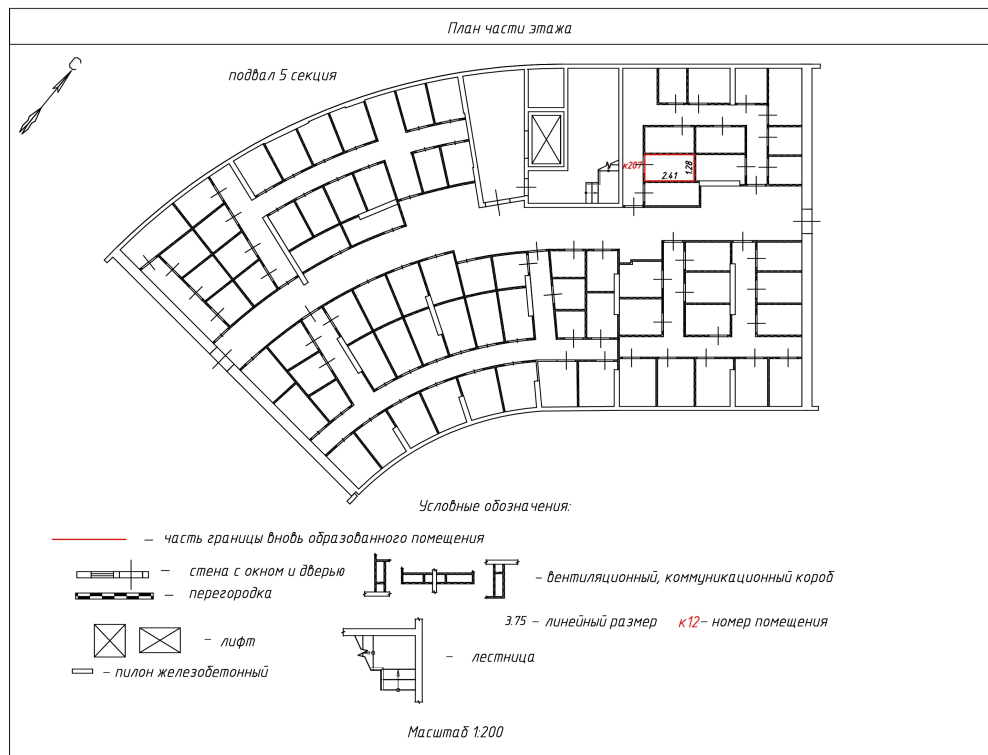 План части этажа
С
подвал 5 секция
к207
2.41
1.28
Условные обозначения:
– часть границы вновь образованного помещения
– стена с окном и дверью
– перегородка
– вентиляционный, коммуникационный короб
3.75 – линейный размер к12 – номер помещения
– лифт
– лестница
– пилон железобетонный
Масштаб 1:200